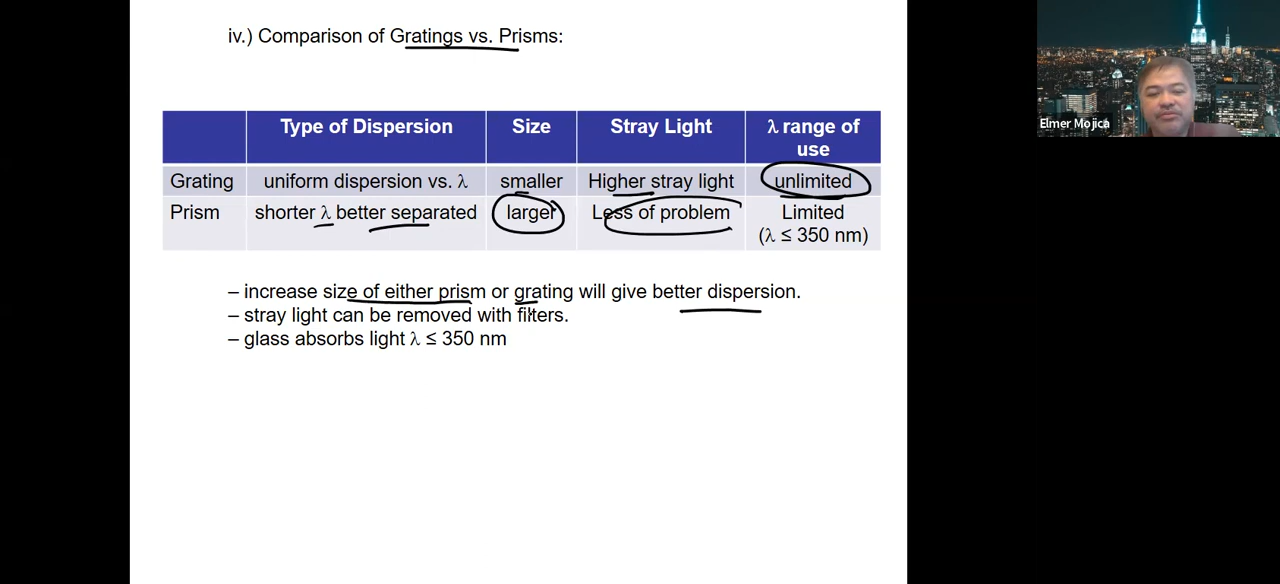 iv.) Comparison of Gratings vs. Prisms:
Type of Dispersion Size Stray Light λ range of
use
Grating uniform dispersion vs. λ smaller Higher stray light unlimited
Prism shorter λ better separated larger Less of problem Limited
(λ ≤ 350 nm)
– increase size of either prism or grating will give better dispersion.
– stray light can be removed with filters.
– glass absorbs light λ ≤ 350 nm
Elmer Mojica